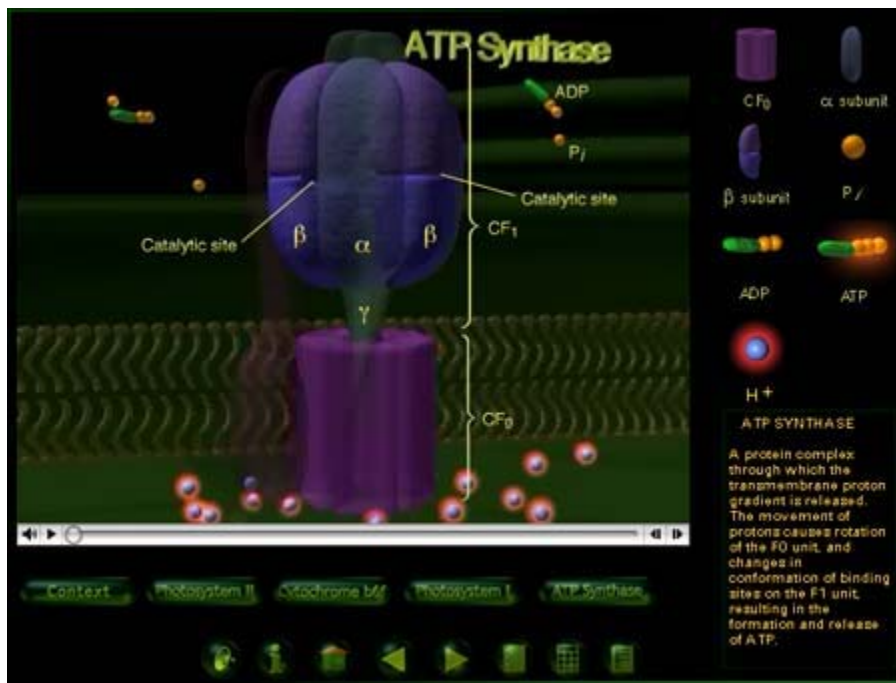 ATP Synthase
ADP
Pi
Catalytic site
Catalytic site
β
α
β
CF1
γ
CF0
CF0
α subunit
β subunit
Pi
ADP
ATP
H+
ATP SYNTHASE
A protein complex
through which the
transmembrane proton
gradient is released.
The movement of
protons causes rotation
of the F0 unit, and
changes in
conformation of binding
sites on the F1 unit,
resulting in the
formation and release
of ATP.
Context
Photosystem II
Cytochrome b6f
Photosystem I
ATP Synthase